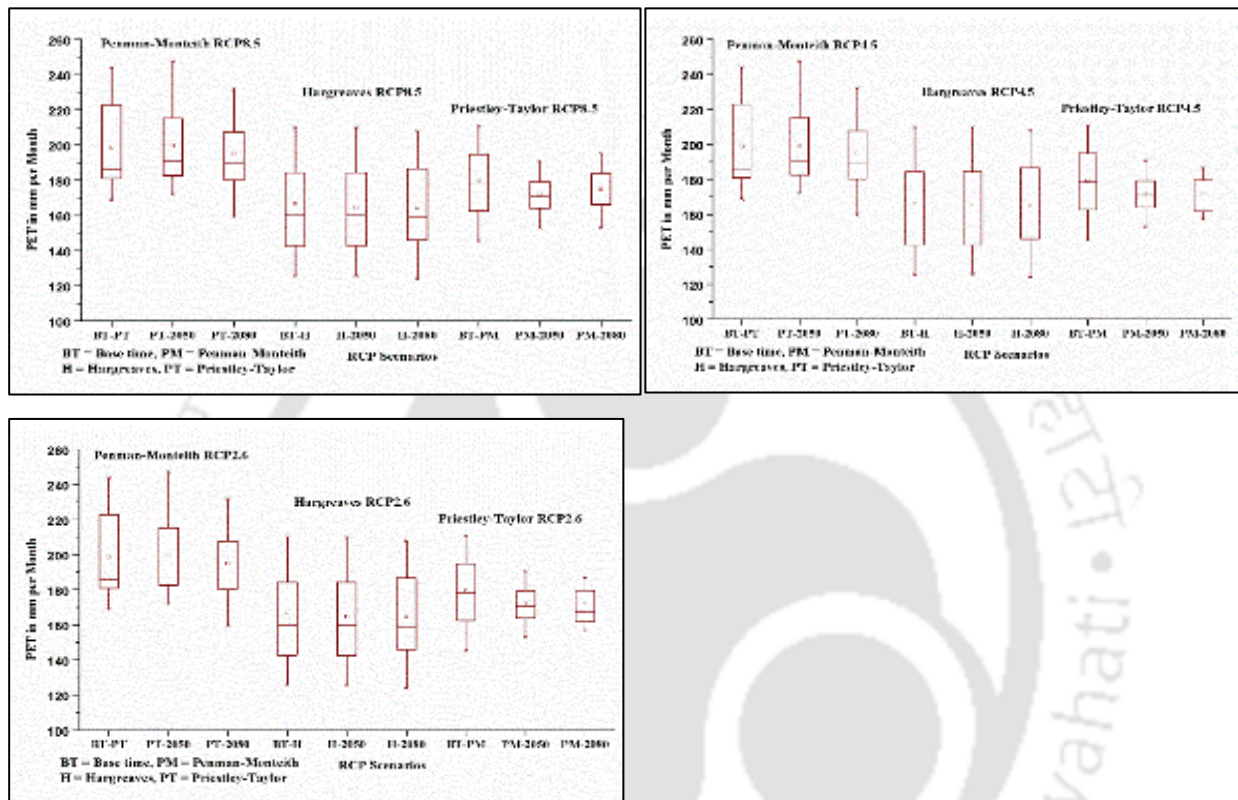 260
240
220
200
180
160
140
120
100
PET in mm per Month
Penman-Monteith RCP8.5
Hargreaves RCP8.5
Priestley-Taylor RCP8.5
BT-PT PT-2050 PT-2080 BT-H H-2050 H-2080 BT-PM PM-2050 PM-2080
BT = Base time, PM = Penman-Monteith
H = Hargreaves, PT = Priestley-Taylor
RCP Scenarios
260
240
220
200
180
160
140
120
100
PET in mm per Month
Penman-Monteith RCP4.5
Hargreaves RCP4.5
Priestley-Taylor RCP4.5
BT-PT PT-2050 PT-2080 BT-H H-2050 H-2080 BT-PM PM-2050 PM-2080
BT = Base time, PM = Penman-Monteith
H = Hargreaves, PT = Priestley-Taylor
RCP Scenarios
260
240
220
200
180
160
140
120
100
PET in mm per Month
Penman-Monteith RCP2.6
Hargreaves RCP2.6
Priestley-Taylor RCP2.6
BT-PT PT-2050 PT-2080 BT-H H-2050 H-2080 BT-PM PM-2050 PM-2080
BT = Base time, PM = Penman-Monteith
H = Hargreaves, PT = Priestley-Taylor
RCP Scenarios
vahati